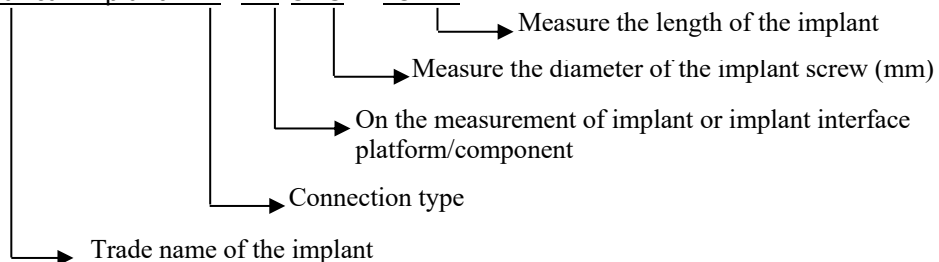 Measure the length of the implant
Measure the diameter of the implant screw (mm)
On the measurement of implant or implant interface
platform/component
Connection type
Trade name of the implant